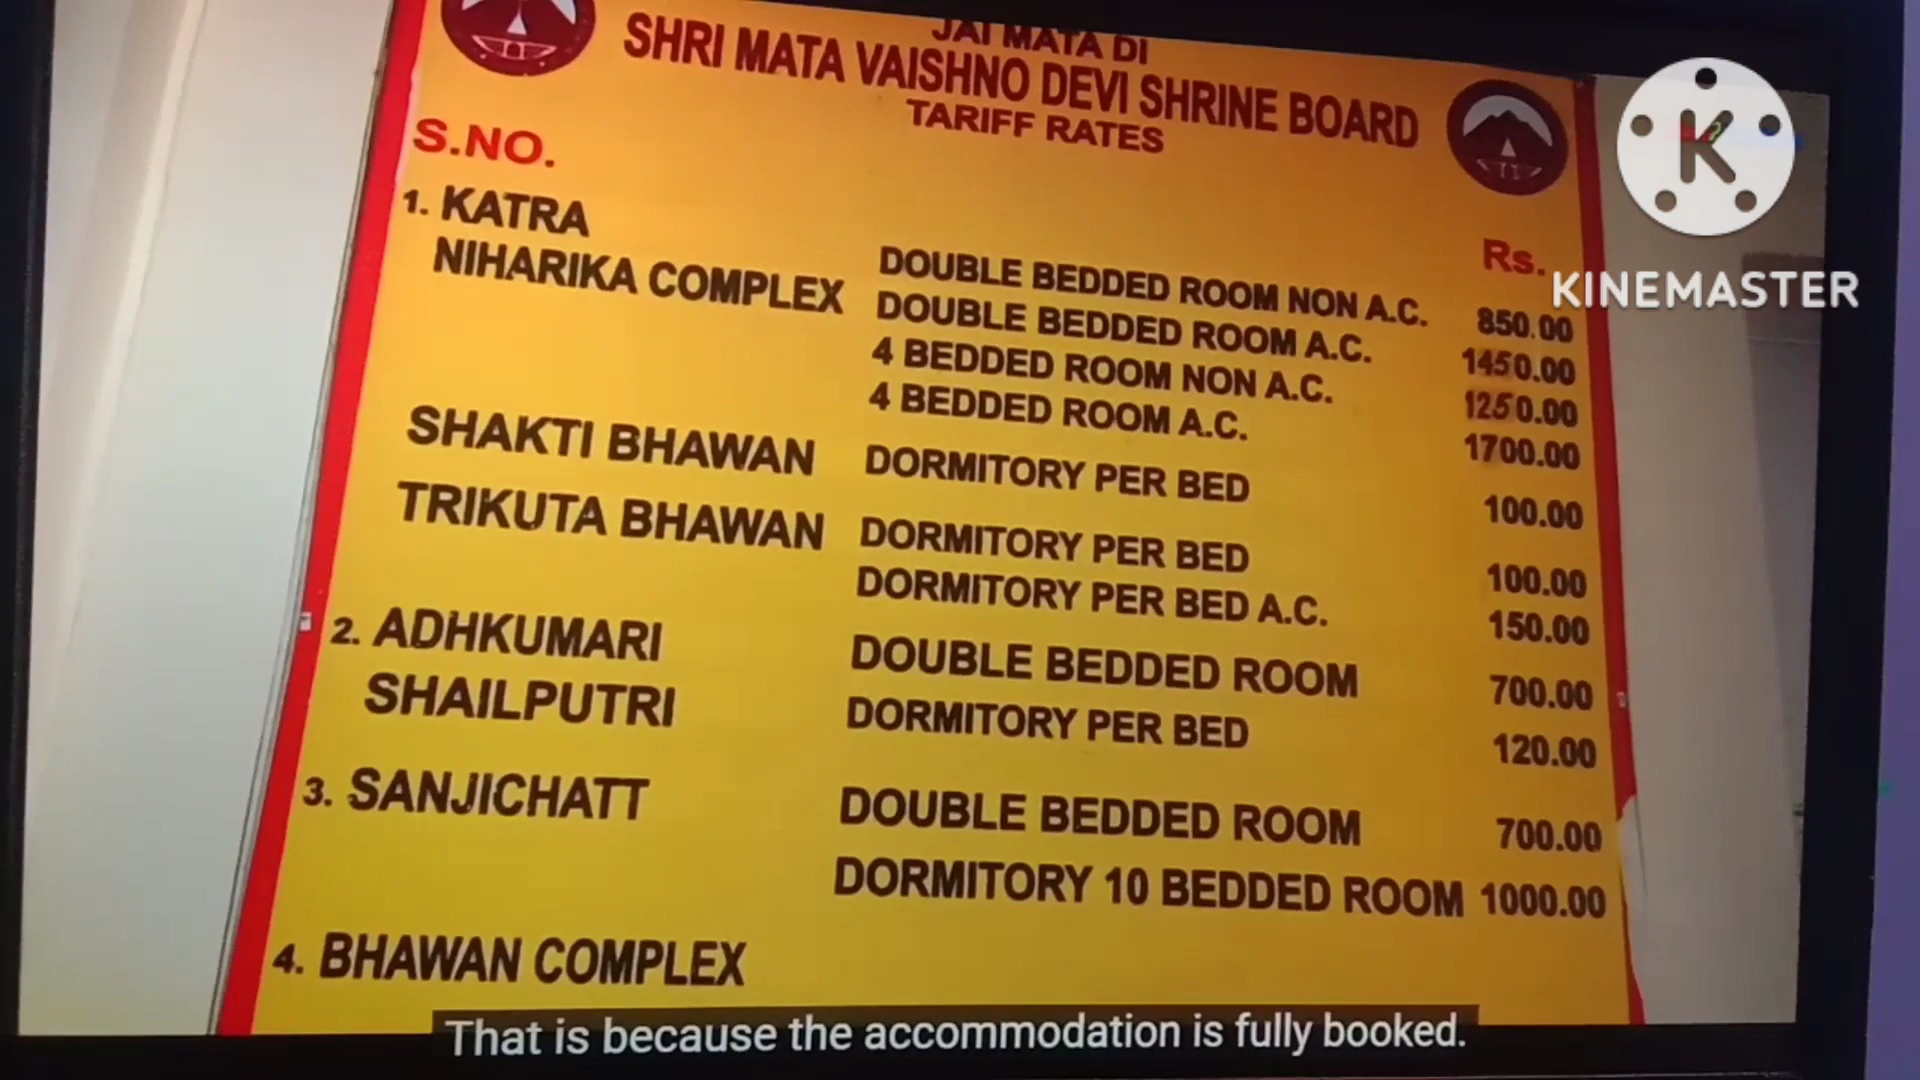 JAI MATA DI
SHRI MATA VAISHNO DEVI SHRINE BOARD
TARIFF RATES
S.NO.
Rs.
1. KATRA
NIHARIKA COMPLEX DOUBLE BEDDED ROOM NON A.C. 850.00
DOUBLE BEDDED ROOM A.C. 1450.00
4 BEDDED ROOM NON A.C. 1250.00
4 BEDDED ROOM A.C. 1700.00
SHAKTI BHAWAN DORMITORY PER BED 100.00
TRIKUTA BHAWAN DORMITORY PER BED 100.00
DORMITORY PER BED A.C. 150.00
2. ADHKUMARI DOUBLE BEDDED ROOM 700.00
SHAILPUTRI DORMITORY PER BED 120.00
3. SANJICHATT DOUBLE BEDDED ROOM 700.00
DORMITORY 10 BEDDED ROOM 1000.00
4. BHAWAN COMPLEX
That is because the accommodation is fully booked.
K
KINEMASTER